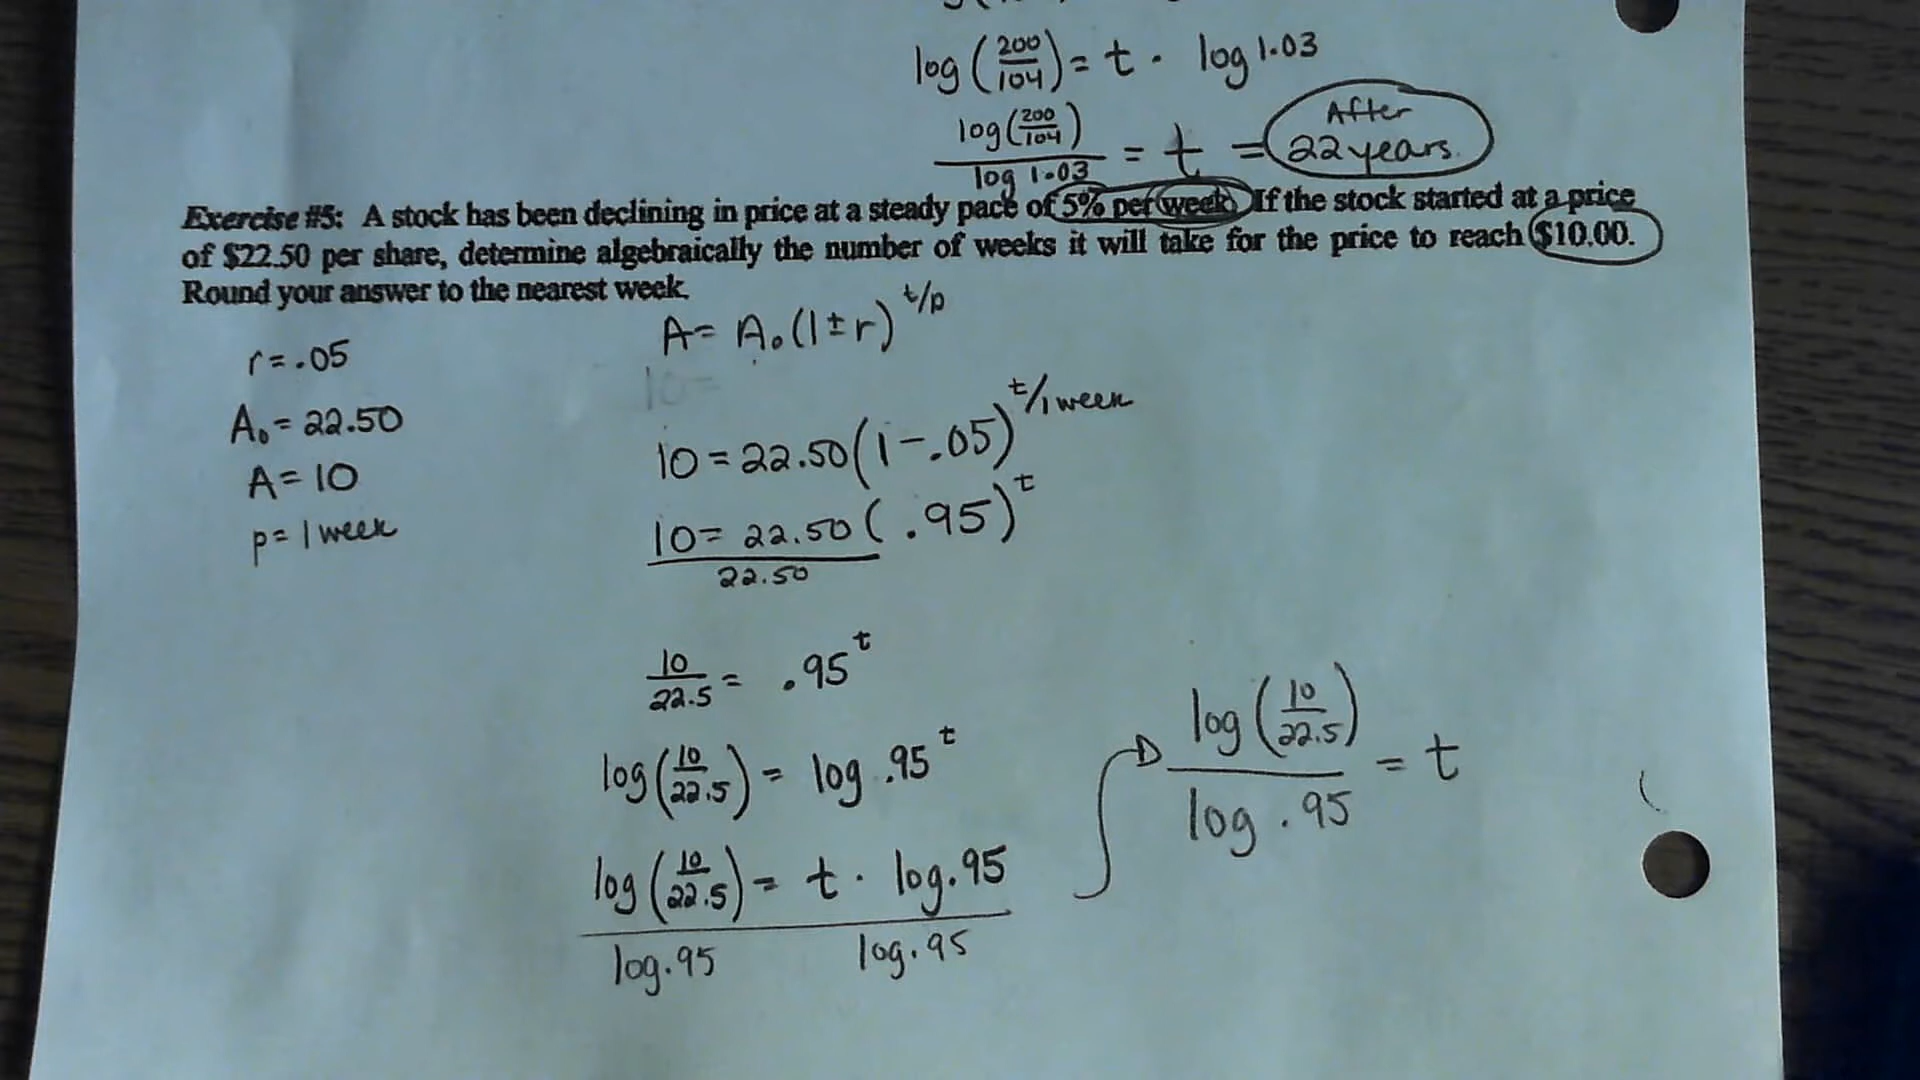 log (200/104) = t · log 1.03
log(200/104) / log 1.03 = t = After 22 years.
Exercise #5: A stock has been declining in price at a steady pace of 5% per week. If the stock started at a price
of $22.50 per share, determine algebraically the number of weeks it will take for the price to reach $10.00.
Round your answer to the nearest week.
r = .05
A₀ = 22.50
A = 10
p = 1 week
A = A₀(1 ± r)^t/p
10 =
10 = 22.50(1 - .05)^t/1 week
10 = 22.50(.95)^t
22.50
10/22.5 = .95^t
log(10/22.5) = log .95^t
log(10/22.5) = t · log .95
log .95 log .95
log(10/22.5) / log .95 = t